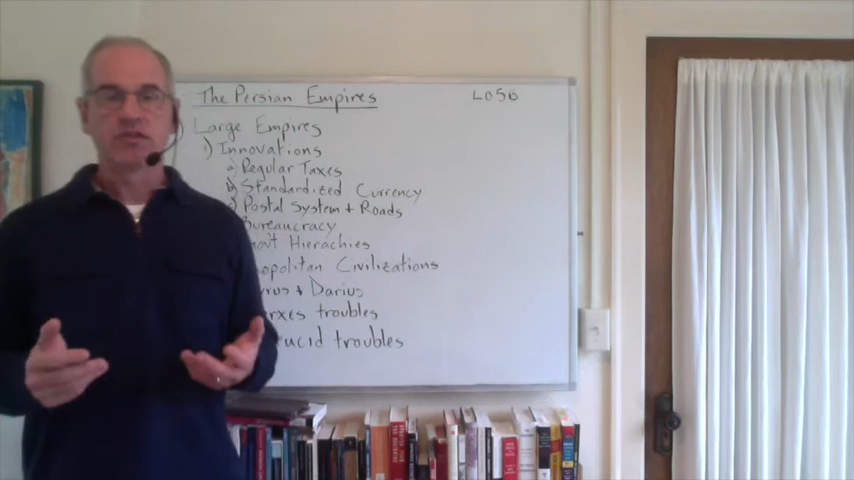 The Persian Empires
L05B
Large Empires
1) Innovations
a) Regular Taxes
b) Standardized Currency
Postal System + Roads
Bureaucracy
Hierachies
Civilizations
+ Darius
troubles
troubles